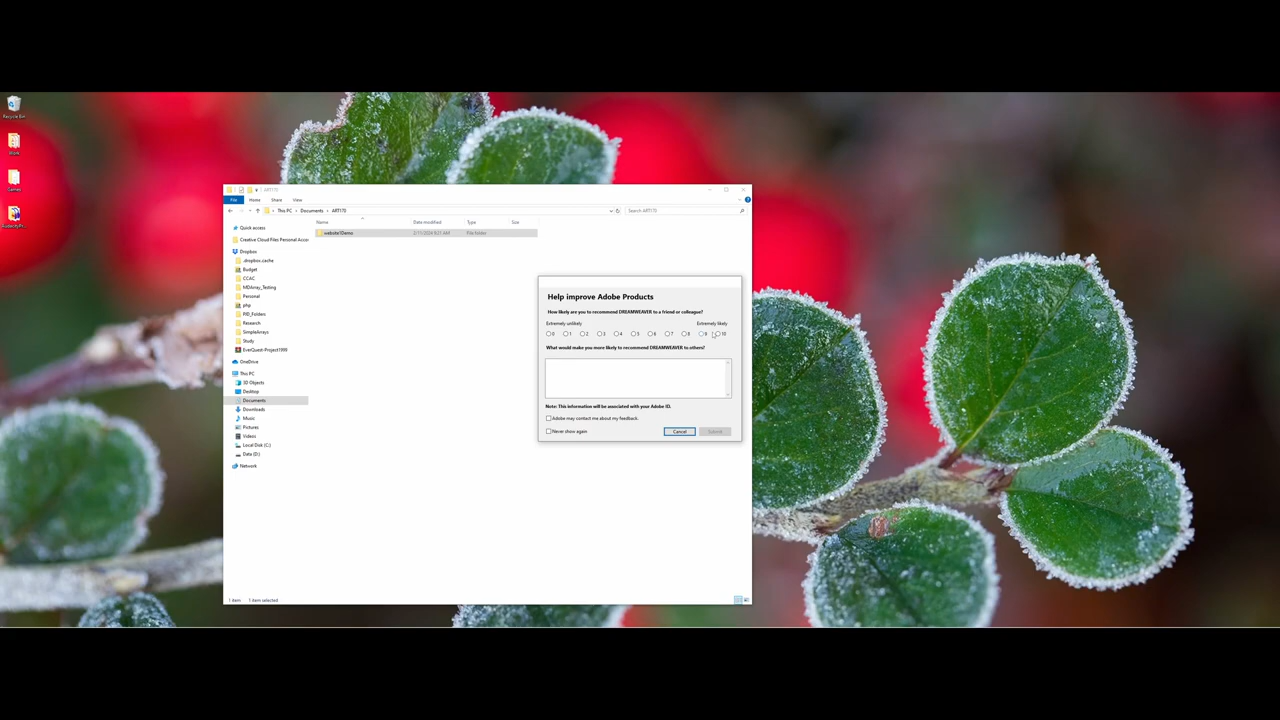 Recycle Bin
Work
Games
ART170
File
Home
Share
View
This PC
Documents
ART170
Search ART170
Name
Date modified
Type
Size
website1Demo
File folder
Quick access
Creative Cloud Files Personal Accou
Dropbox
.dropbox.cache
Budget
CCAC
MDArray_Testing
Personal
php
PID_Folders
Research
SimpleArrays
Study
EverQuest-Project1999
OneDrive
This PC
3D Objects
Desktop
Documents
Downloads
Music
Pictures
Videos
Local Disk (C:)
Data (D:)
Network
1 item
1 item selected
Help improve Adobe Products
How likely are you to recommend DREAMWEAVER to a friend or colleague?
Extremely unlikely
Extremely likely
0 1 2 3 4 5 6 7 8 9 10
What would make you more likely to recommend DREAMWEAVER to others?
Note: This information will be associated with your Adobe ID.
Adobe may contact me about my feedback.
Never show again
Cancel
Submit